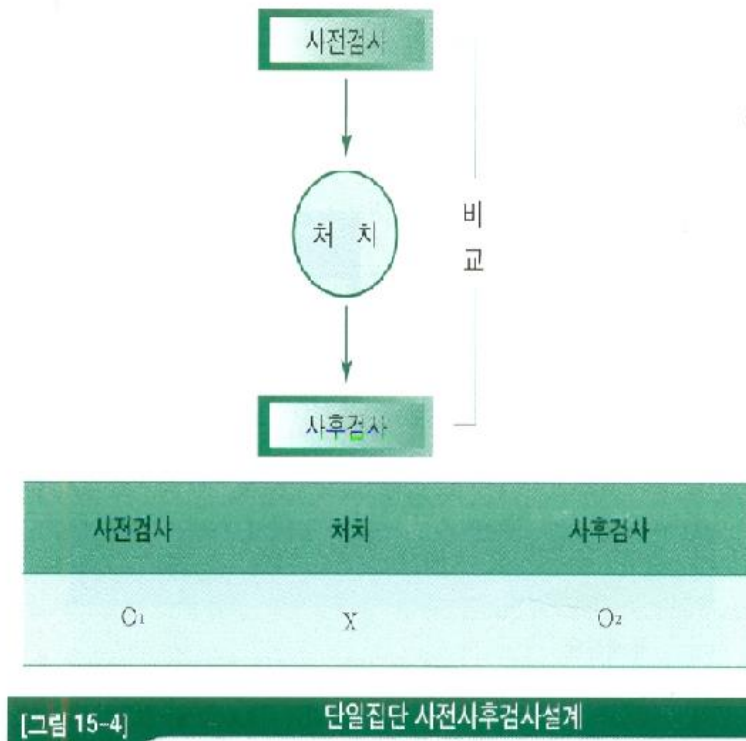 사전검사
처 치
비
교
사후검사
사전검사 처치 사후검사
O1 X O2
[그림 15-4] 단일집단 사전사후검사설계